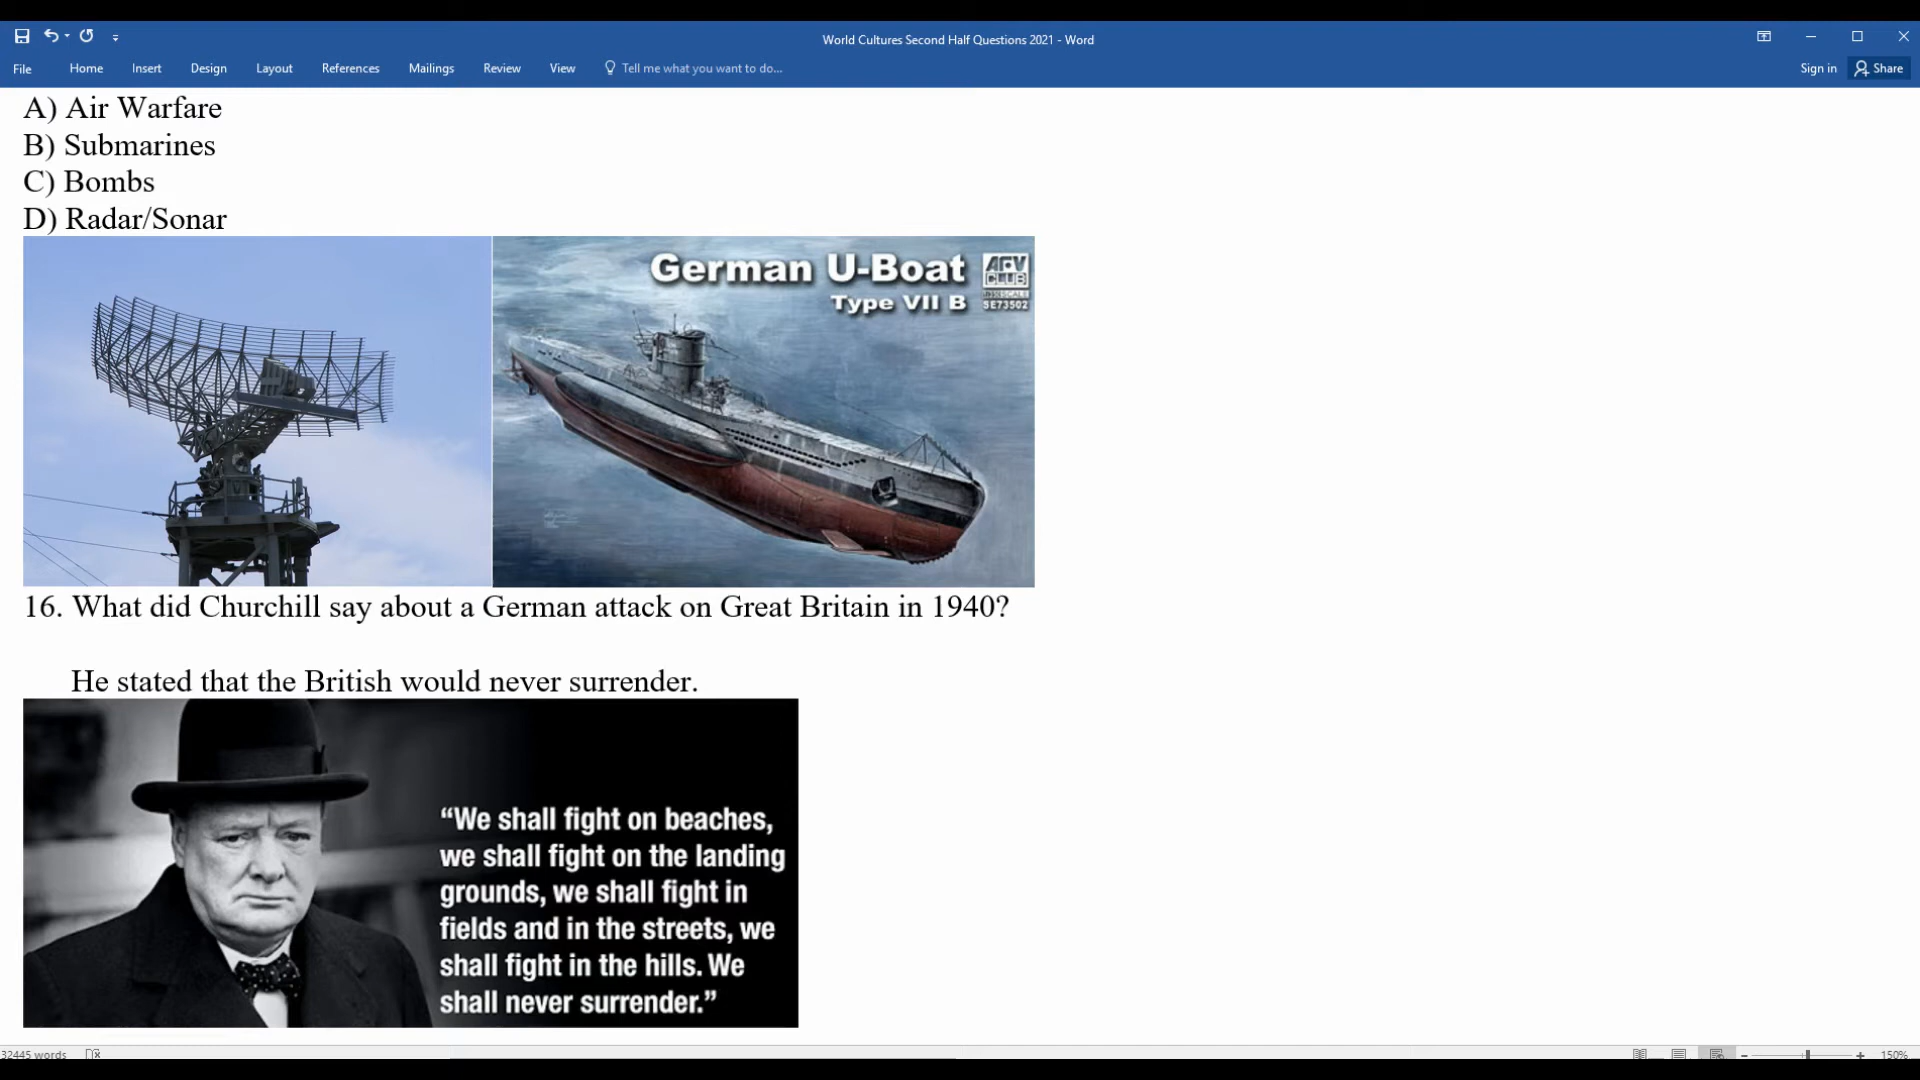 World Cultures Second Half Questions 2021 - Word
File Home Insert Design Layout References Mailings Review View Tell me what you want to do... Sign in Share
A) Air Warfare
B) Submarines
C) Bombs
D) Radar/Sonar
German U-Boat
AFV
CLUB
Type VII B
SE73502
16. What did Churchill say about a German attack on Great Britain in 1940?
He stated that the British would never surrender.
“We shall fight on beaches,
we shall fight on the landing
grounds, we shall fight in
fields and in the streets, we
shall fight in the hills. We
shall never surrender.”
32445 words
150%